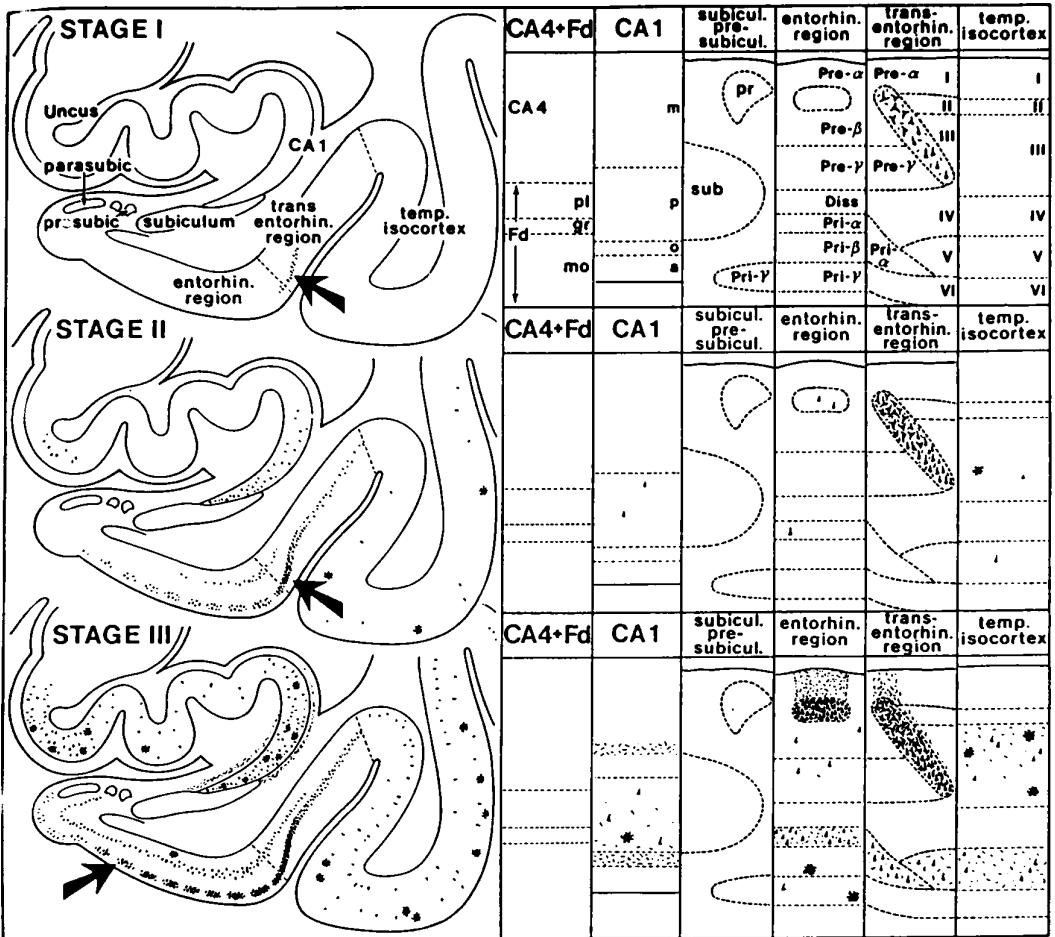 STAGE I
Uncus
CA1
parasubic
presubic
subiculum
trans
entorhin.
region
temp.
isocortex
entorhin.
region
CA4+Fd
CA1
subicul.
pre-
subicul.
entorhin.
region
trans-
entorhin.
region
temp.
isocortex
CA4
pl
gr
Fd
mo
m
p
o
a
pr
sub
Pri-γ
Pre-α
Pre-β
Pre-γ
Diss
Pri-α
Pri-β
Pri-γ
Pre-α
Pre-γ
Pri-
α
I
II
III
IV
V
VI
I
II
III
IV
V
VI
STAGE II
CA4+Fd
CA1
subicul.
pre-
subicul.
entorhin.
region
trans-
entorhin.
region
temp.
isocortex
STAGE III
CA4+Fd
CA1
subicul.
pre-
subicul.
entorhin.
region
trans-
entorhin.
region
temp.
isocortex